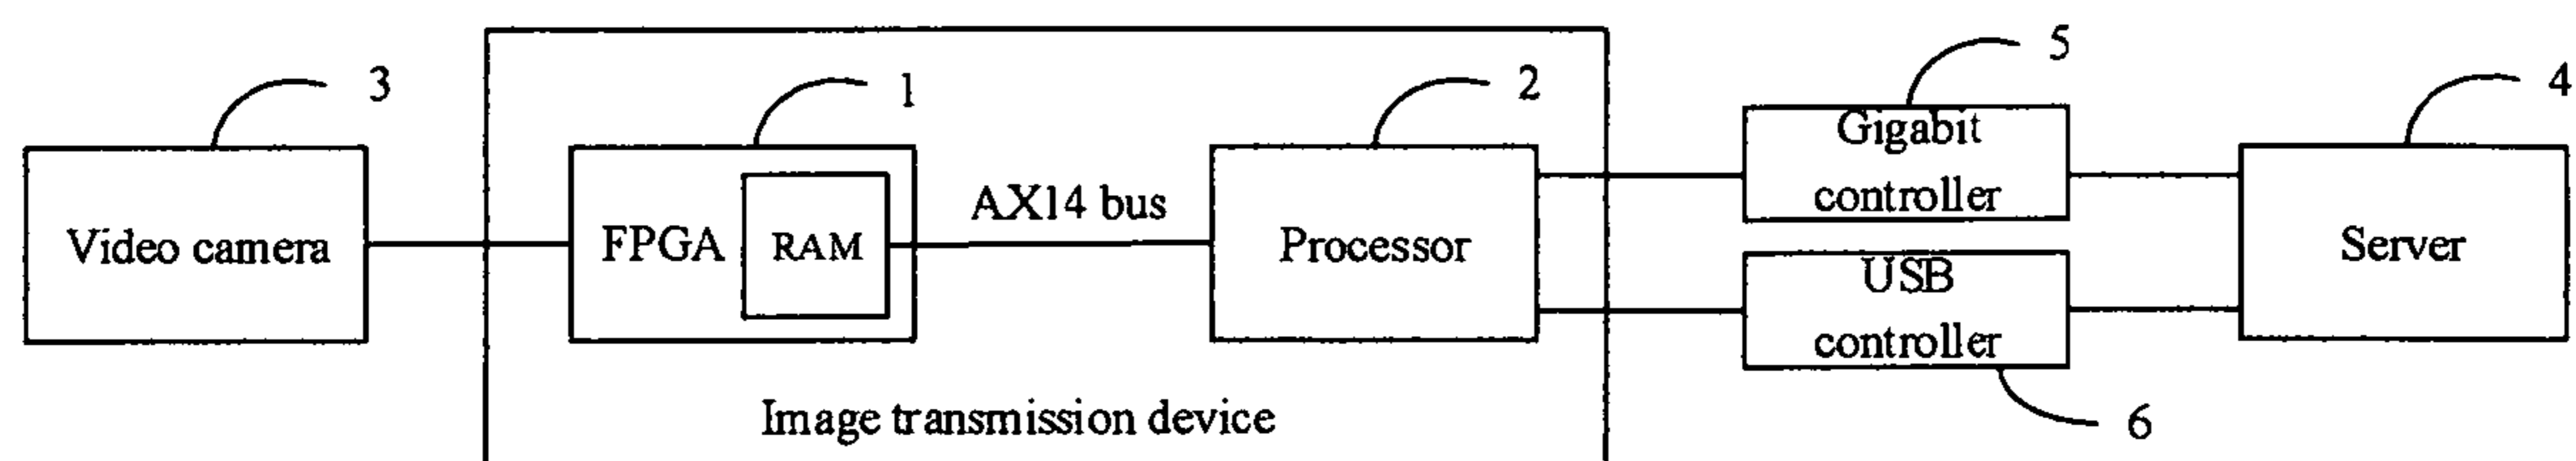 3
1
2
5
4
Video camera
FPGA
RAM
AX14 bus
Processor
Gigabit
controller
USB
controller
Server
Image transmission device
6